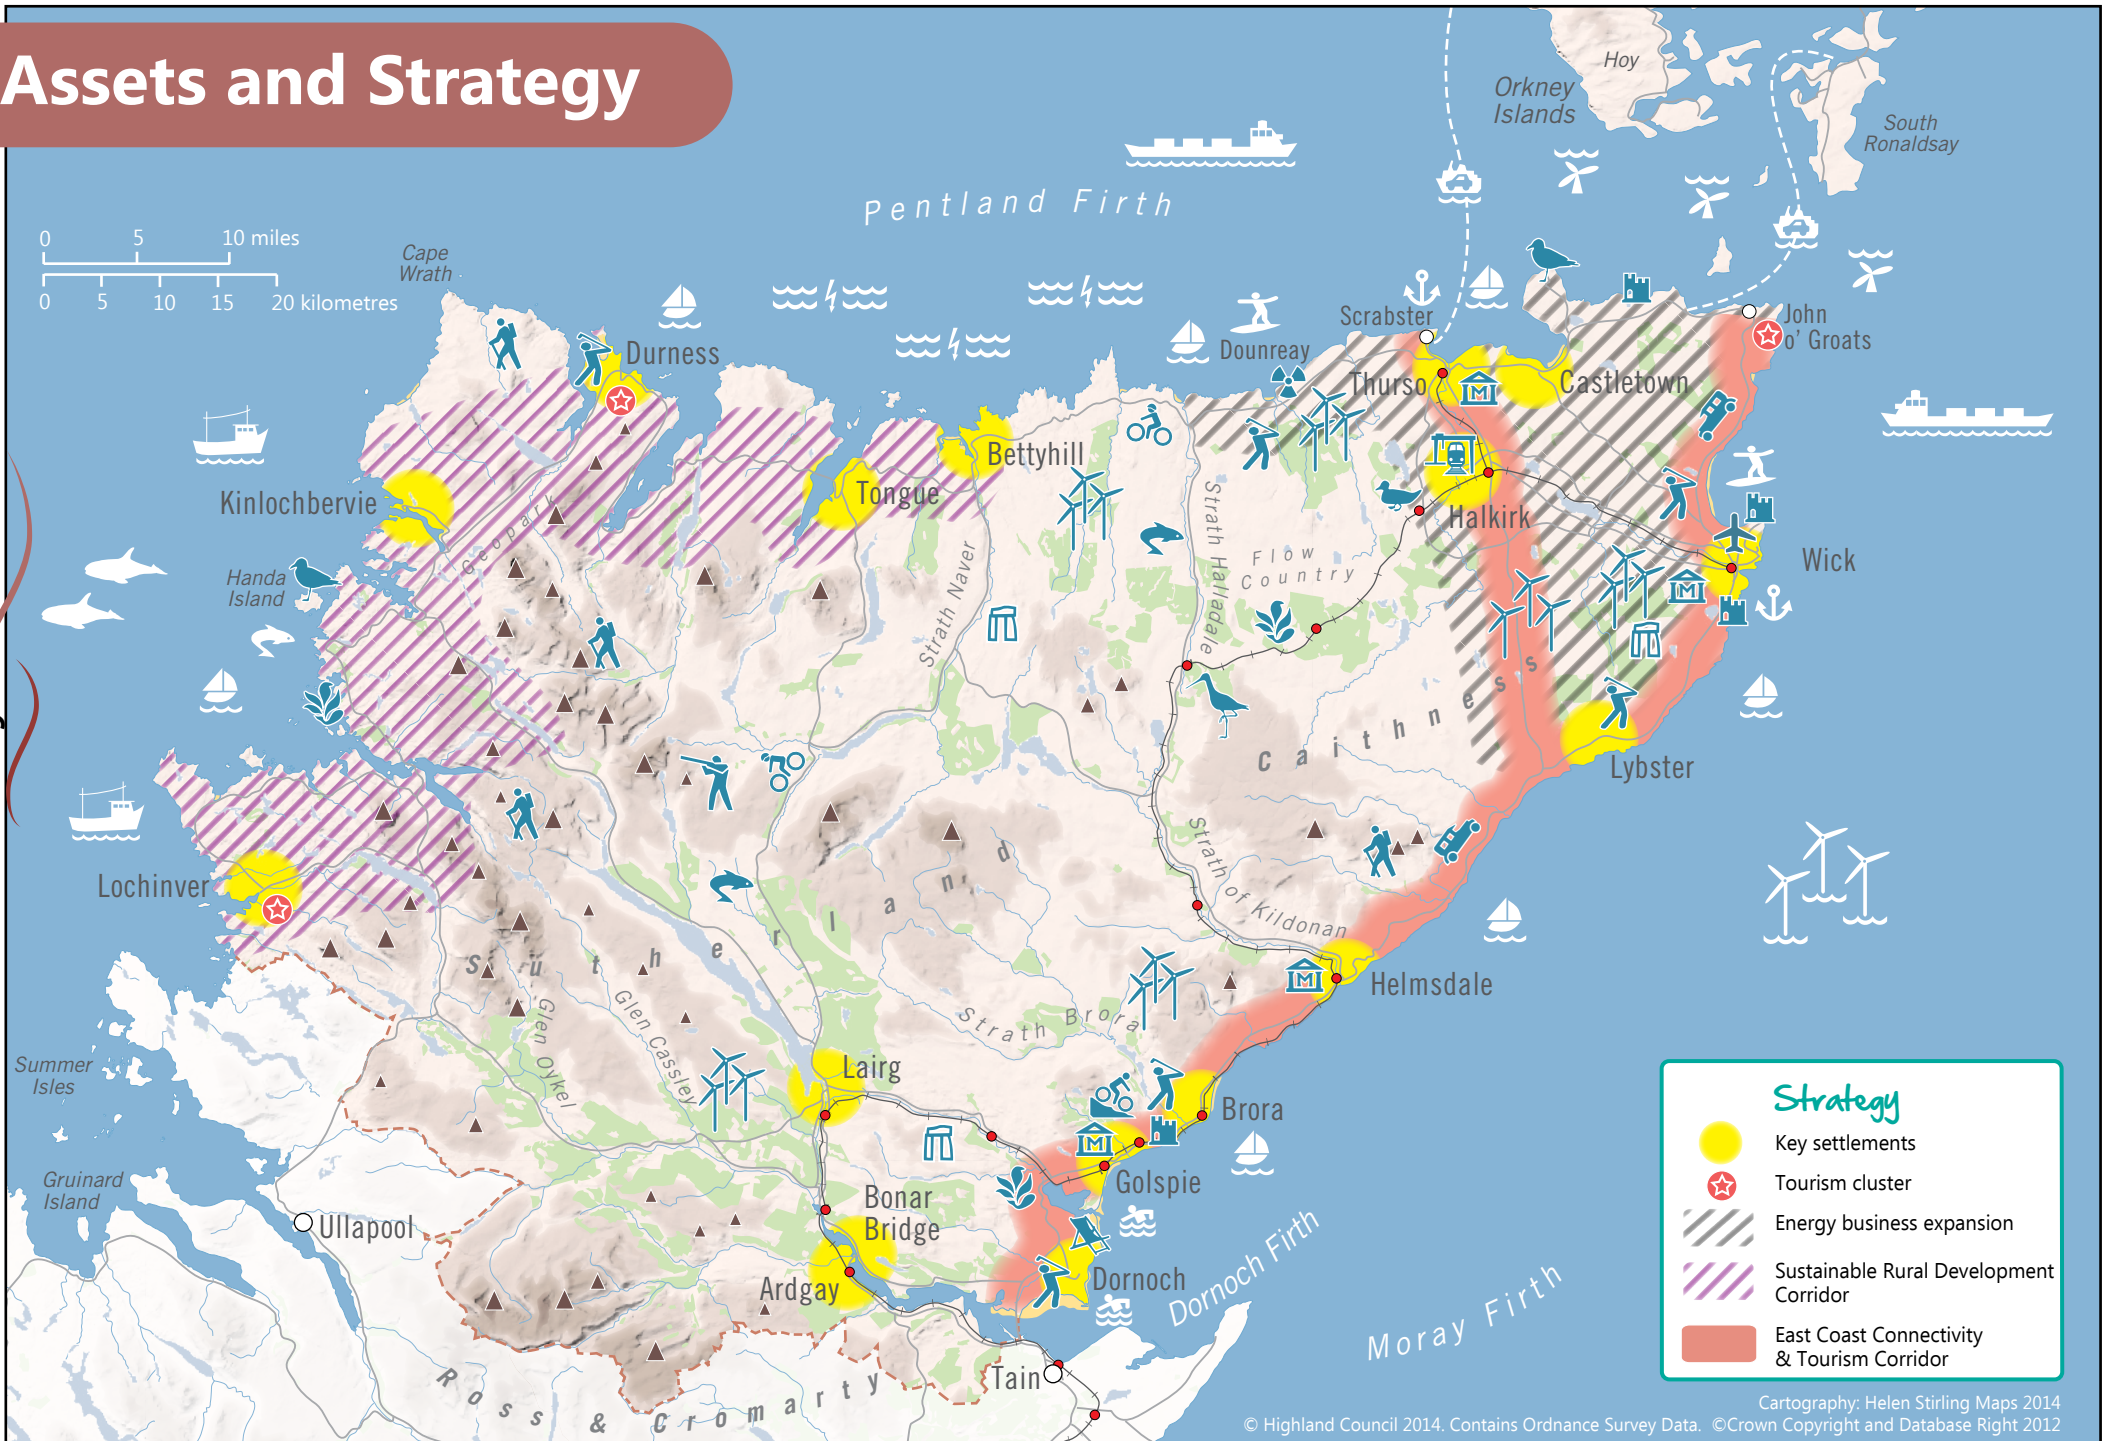 Assets and Strategy
Hoy
Orkney
Islands
South
Ronaldsay
Pentland Firth
0 5 10 miles
0 5 10 15 20 kilometres
Cape
Wrath
Durness
Scrabster
Dounreay
Thurso
Castletown
John
o' Groats
Bettyhill
Tongue
Kinlochbervie
Geopark
Halkirk
Wick
Handa
Island
Strath Naver
Strath Halladale
Flow
Country
Caithness
Lybster
Lochinver
Strath of Kildonan
Sutherland
Helmsdale
Glen Oykel
Glen Cassley
Strath Brora
Summer
Isles
Lairg
Brora
Gruinard
Island
Golspie
Ullapool
Bonar
Bridge
Ardgay
Dornoch
Dornoch Firth
Moray Firth
Tain
Ross & Cromarty
Strategy
Key settlements
Tourism cluster
Energy business expansion
Sustainable Rural Development
Corridor
East Coast Connectivity
& Tourism Corridor
Cartography: Helen Stirling Maps 2014
© Highland Council 2014. Contains Ordnance Survey Data. ©Crown Copyright and Database Right 2012